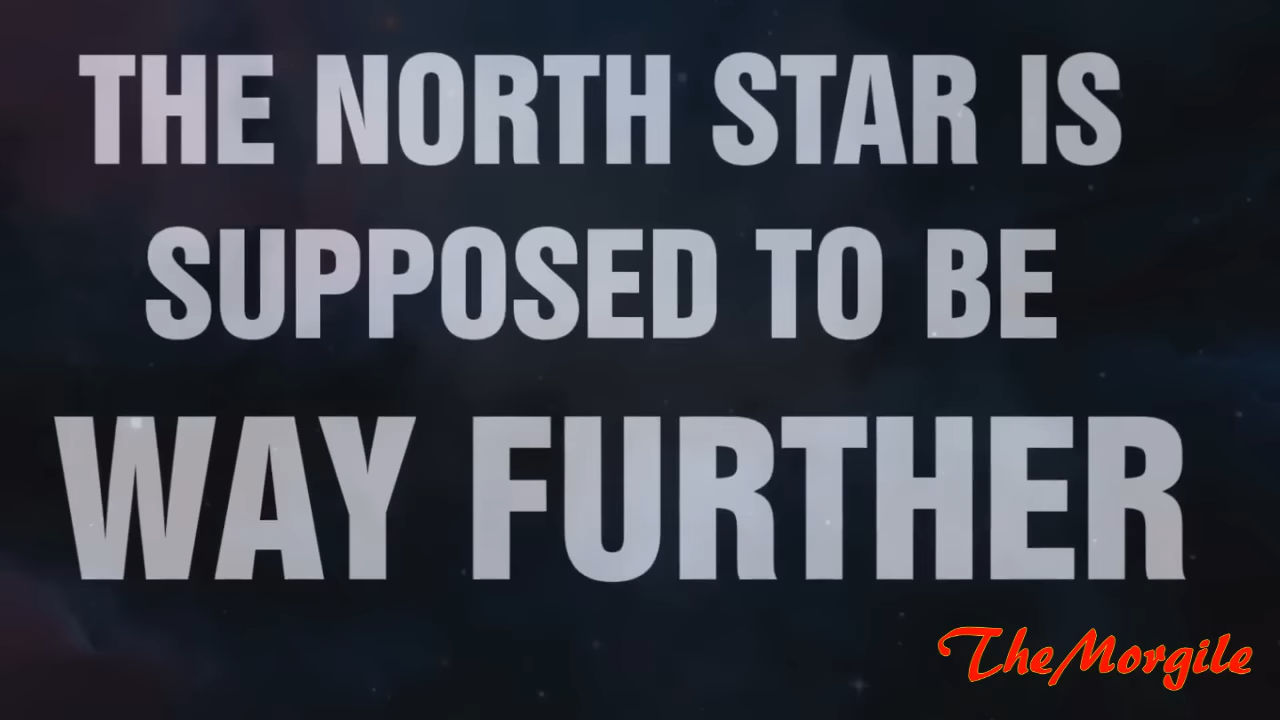 THE NORTH STAR IS
SUPPOSED TO BE
WAY FURTHER
TheMorgile